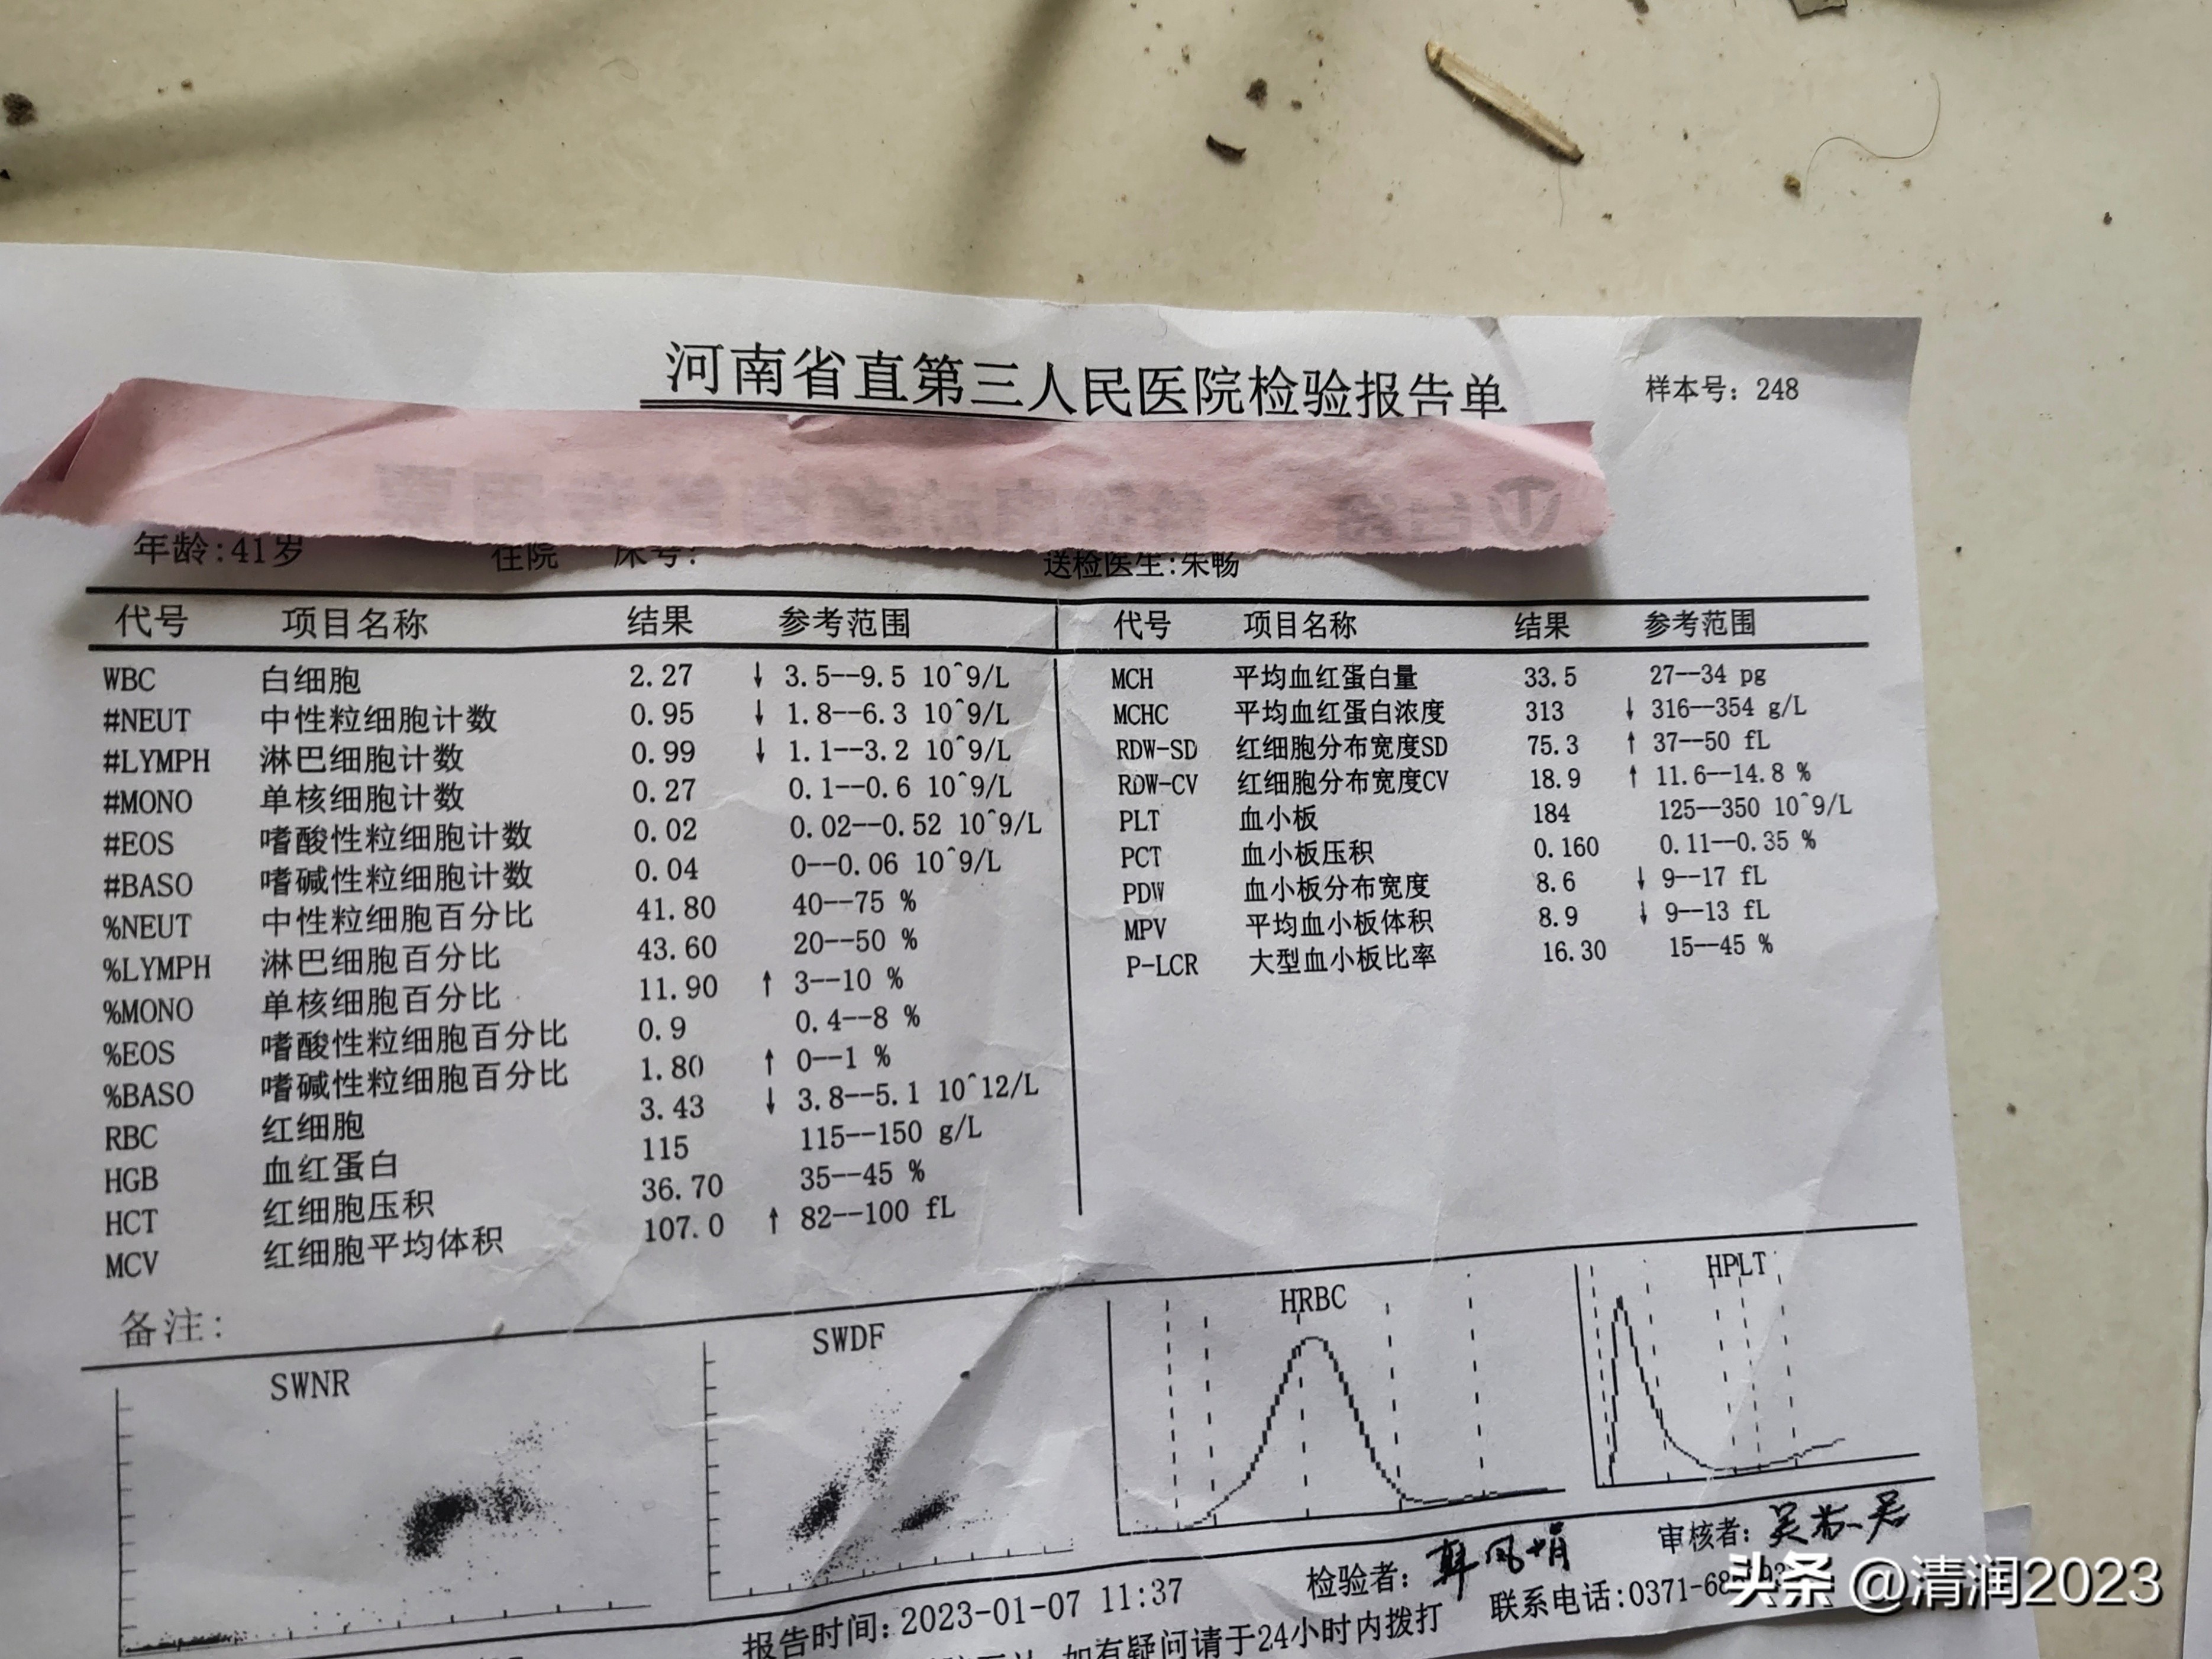 河南省直第三人民医院检验报告单
样本号: 248
年龄:41岁 住院 床号: 送检医生:朱畅
代号 项目名称 结果 参考范围
WBC 白细胞 2.27 ↓ 3.5--9.5 10^9/L
#NEUT 中性粒细胞计数 0.95 ↓ 1.8--6.3 10^9/L
#LYMPH 淋巴细胞计数 0.99 ↓ 1.1--3.2 10^9/L
#MONO 单核细胞计数 0.27 0.1--0.6 10^9/L
#EOS 嗜酸性粒细胞计数 0.02 0.02--0.52 10^9/L
#BASO 嗜碱性粒细胞计数 0.04 0--0.06 10^9/L
%NEUT 中性粒细胞百分比 41.80 40--75 %
%LYMPH 淋巴细胞百分比 43.60 20--50 %
%MONO 单核细胞百分比 11.90 ↑ 3--10 %
%EOS 嗜酸性粒细胞百分比 0.9 0.4--8 %
%BASO 嗜碱性粒细胞百分比 1.80 ↑ 0--1 %
RBC 红细胞 3.43 ↓ 3.8--5.1 10^12/L
HGB 血红蛋白 115 115--150 g/L
HCT 红细胞压积 36.70 35--45 %
MCV 红细胞平均体积 107.0 ↑ 82--100 fL
代号 项目名称 结果 参考范围
MCH 平均血红蛋白量 33.5 27--34 pg
MCHC 平均血红蛋白浓度 313 ↓ 316--354 g/L
RDW-SD 红细胞分布宽度SD 75.3 ↑ 37--50 fL
RDW-CV 红细胞分布宽度CV 18.9 ↑ 11.6--14.8 %
PLT 血小板 184 125--350 10^9/L
PCT 血小板压积 0.160 0.11--0.35 %
PDW 血小板分布宽度 8.6 ↓ 9--17 fL
MPV 平均血小板体积 8.9 ↓ 9--13 fL
P-LCR 大型血小板比率 16.30 15--45 %
备注:
SWNR
SWDF
HRBC
HPLT
报告时间: 2023-01-07 11:37
检验者:
审核者:
如有疑问请于24小时内拨打
联系电话:0371-68
头条 @清润2023